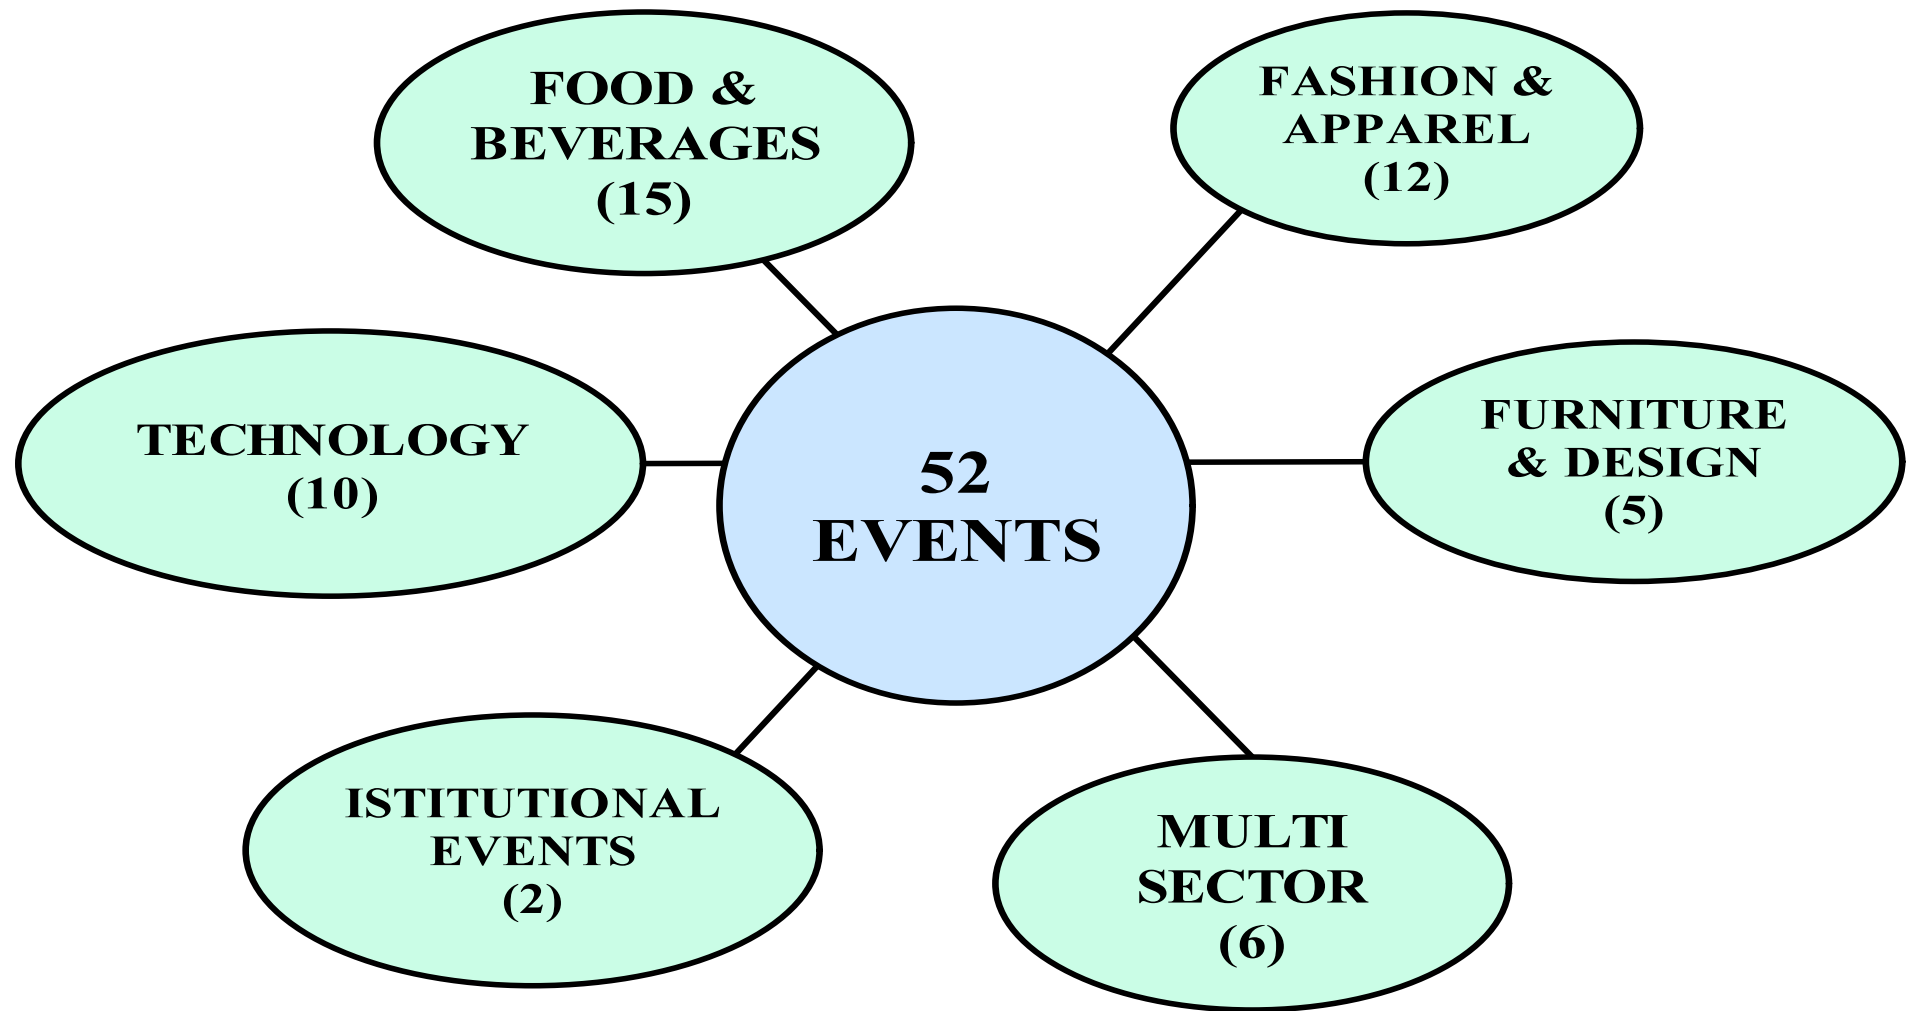 FOOD &
BEVERAGES
(15)
FASHION &
APPAREL
(12)
TECHNOLOGY
(10)
52
EVENTS
FURNITURE
& DESIGN
(5)
ISTITUTIONAL
EVENTS
(2)
MULTI
SECTOR
(6)